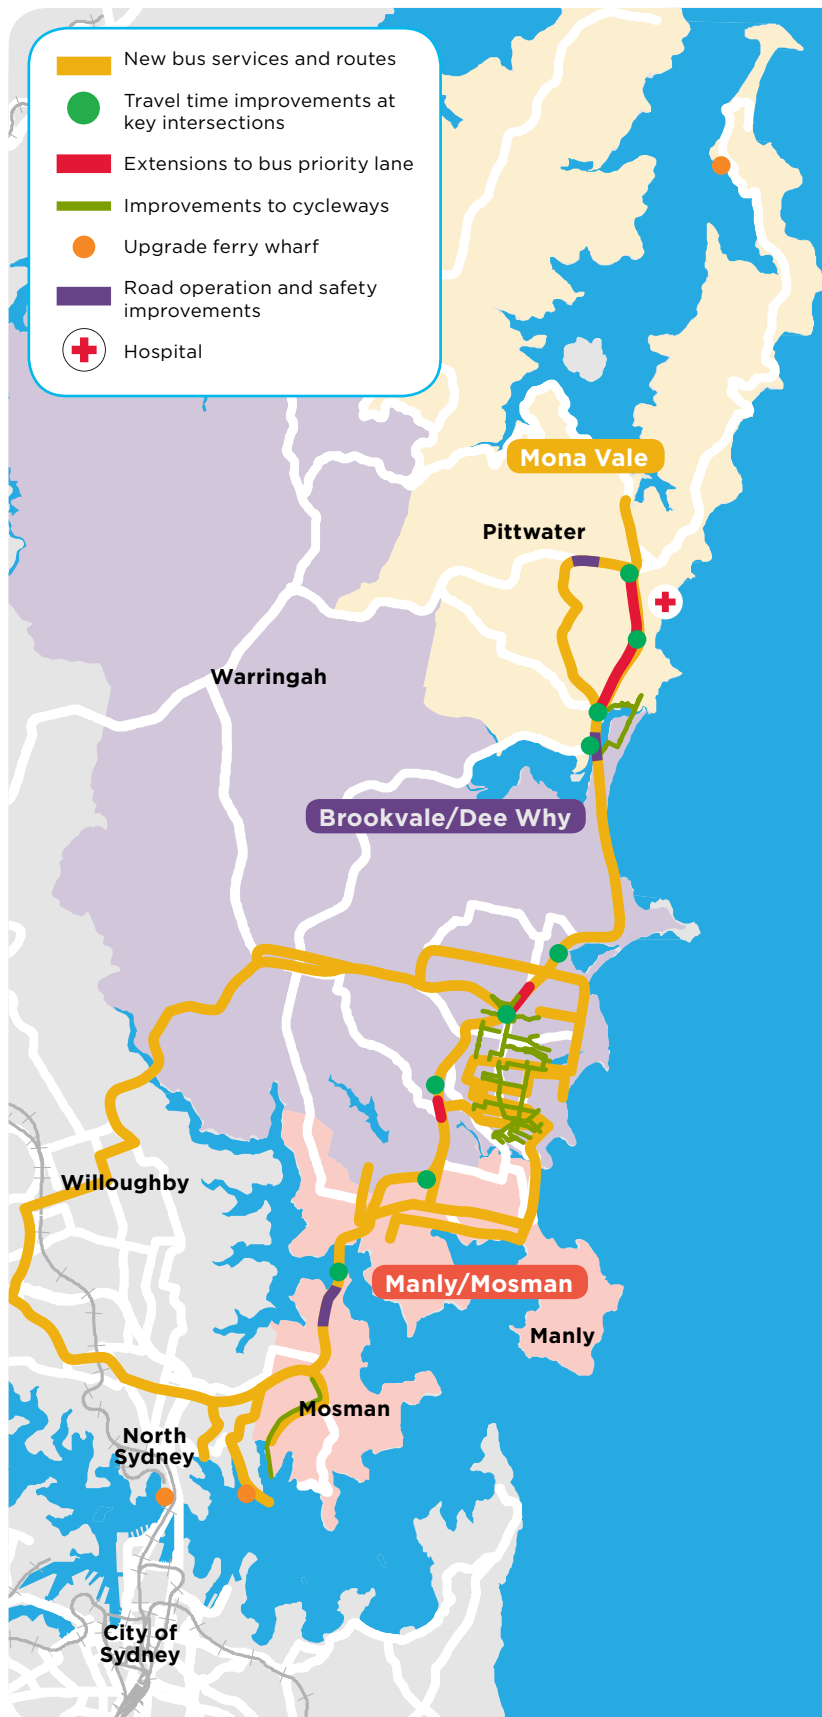 New bus services and routes
Travel time improvements at
key intersections
Extensions to bus priority lane
Improvements to cycleways
Upgrade ferry wharf
Road operation and safety
improvements
Hospital
Mona Vale
Pittwater
Warringah
Brookvale/Dee Why
Willoughby
Manly/Mosman
Manly
Mosman
North
Sydney
City of
Sydney